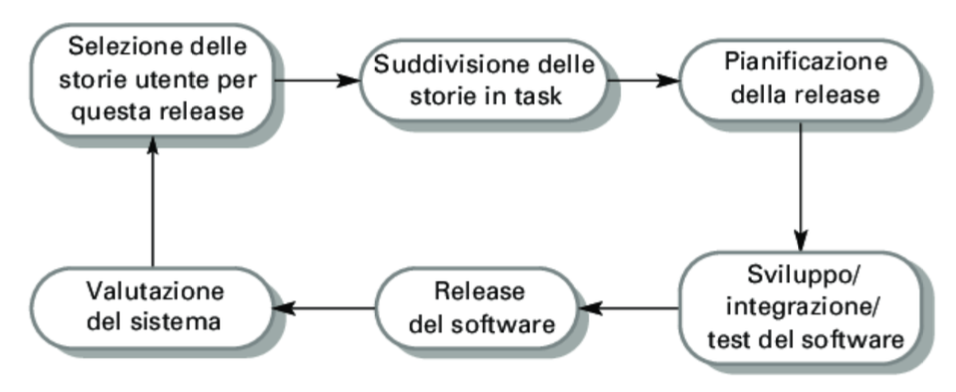 Selezione delle
storie utente per
questa release
Suddivisione delle
storie in task
Pianificazione
della release
Sviluppo/
integrazione/
test del software
Release
del software
Valutazione
del sistema